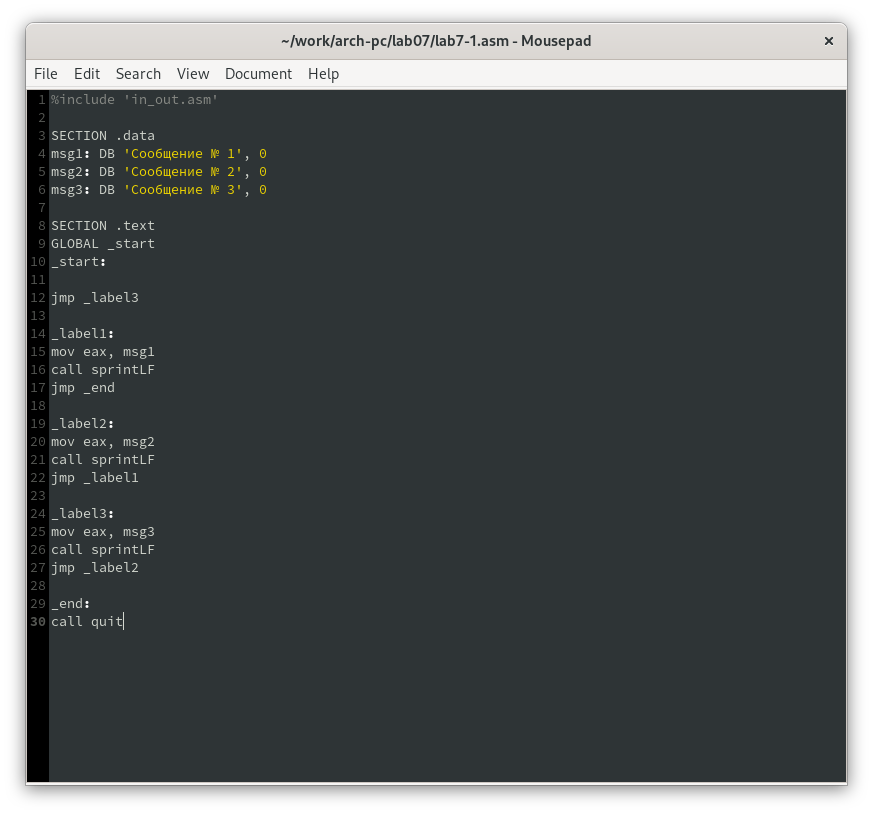 ~/work/arch-pc/lab07/lab7-1.asm - Mousepad ×
File Edit Search View Document Help
1 %include 'in_out.asm'
2
3 SECTION .data
4 msg1: DB 'Сообщение № 1', 0
5 msg2: DB 'Сообщение № 2', 0
6 msg3: DB 'Сообщение № 3', 0
7
8 SECTION .text
9 GLOBAL _start
10 _start:
11
12 jmp _label3
13
14 _label1:
15 mov eax, msg1
16 call sprintLF
17 jmp _end
18
19 _label2:
20 mov eax, msg2
21 call sprintLF
22 jmp _label1
23
24 _label3:
25 mov eax, msg3
26 call sprintLF
27 jmp _label2
28
29 _end:
30 call quit